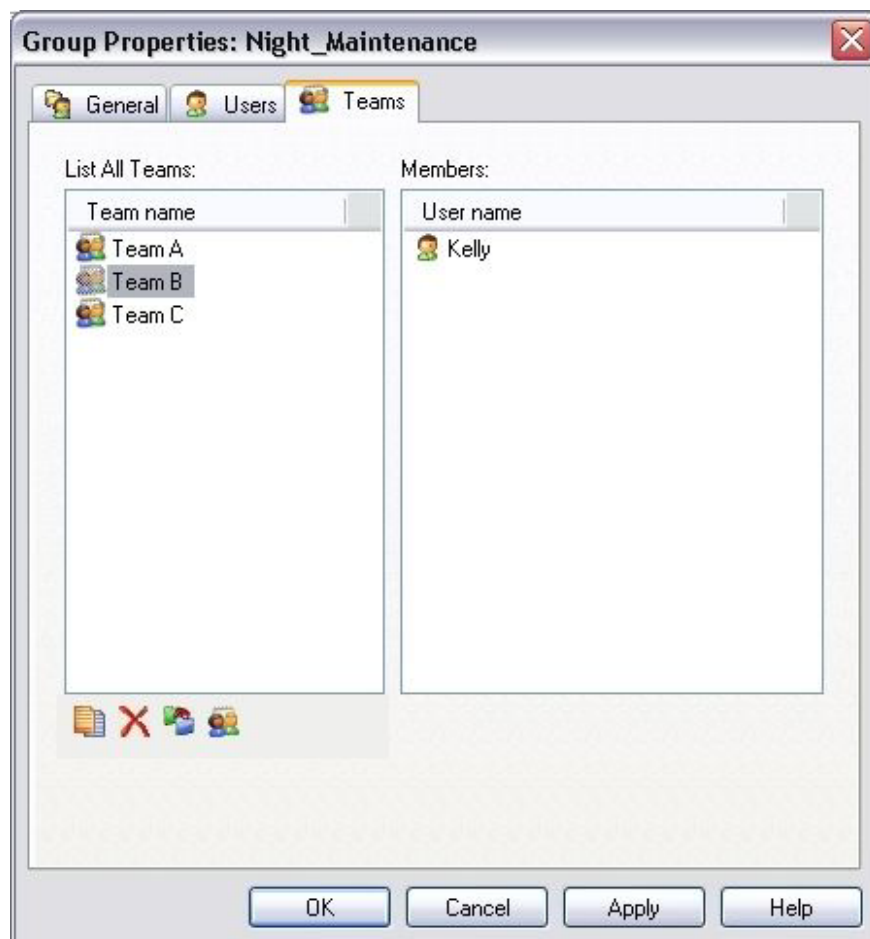 Group Properties: Night_Maintenance
General Users Teams
List All Teams: Members:
Team name User name
Team A Kelly
Team B
Team C
OK Cancel Apply Help